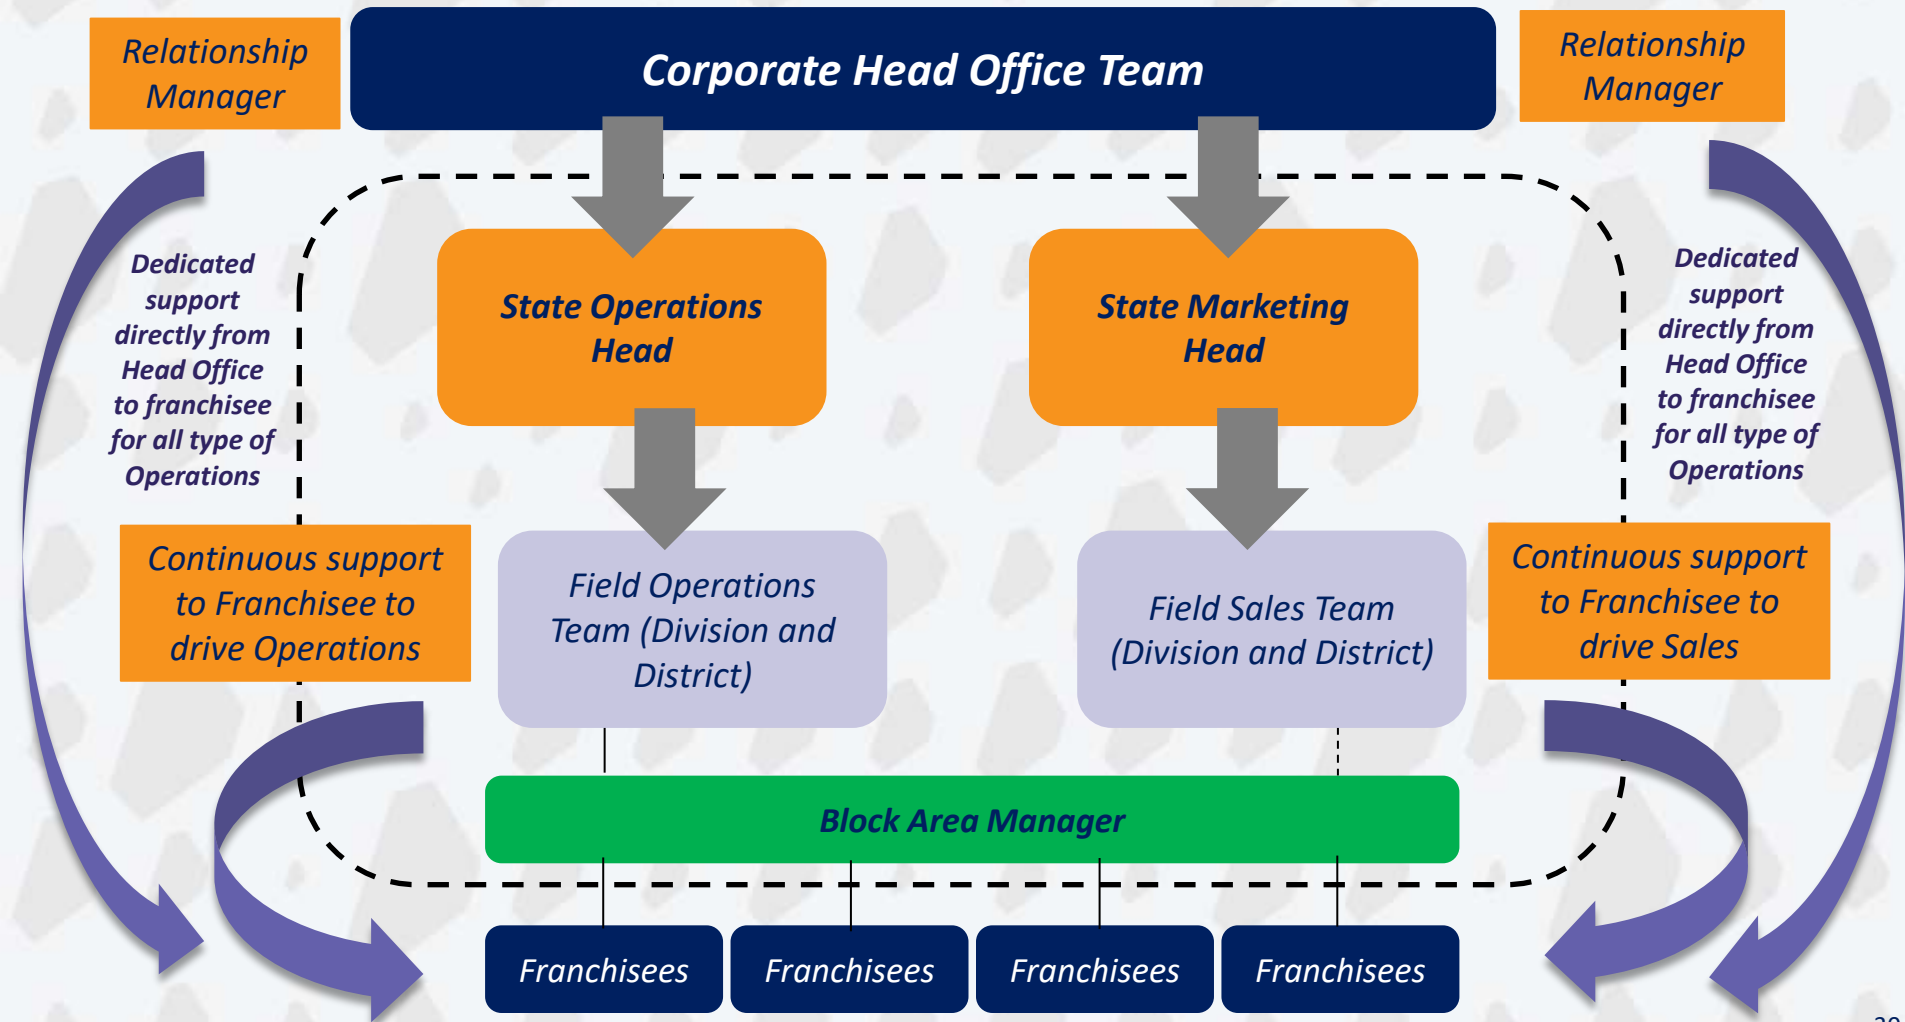 Relationship
Manager
Corporate Head Office Team
Relationship
Manager
Dedicated
support
directly from
Head Office
to franchisee
for all type of
Operations
State Operations
Head
State Marketing
Head
Dedicated
support
directly from
Head Office
to franchisee
for all type of
Operations
Continuous support
to Franchisee to
drive Operations
Field Operations
Team (Division and
District)
Field Sales Team
(Division and District)
Continuous support
to Franchisee to
drive Sales
Block Area Manager
Franchisees
Franchisees
Franchisees
Franchisees